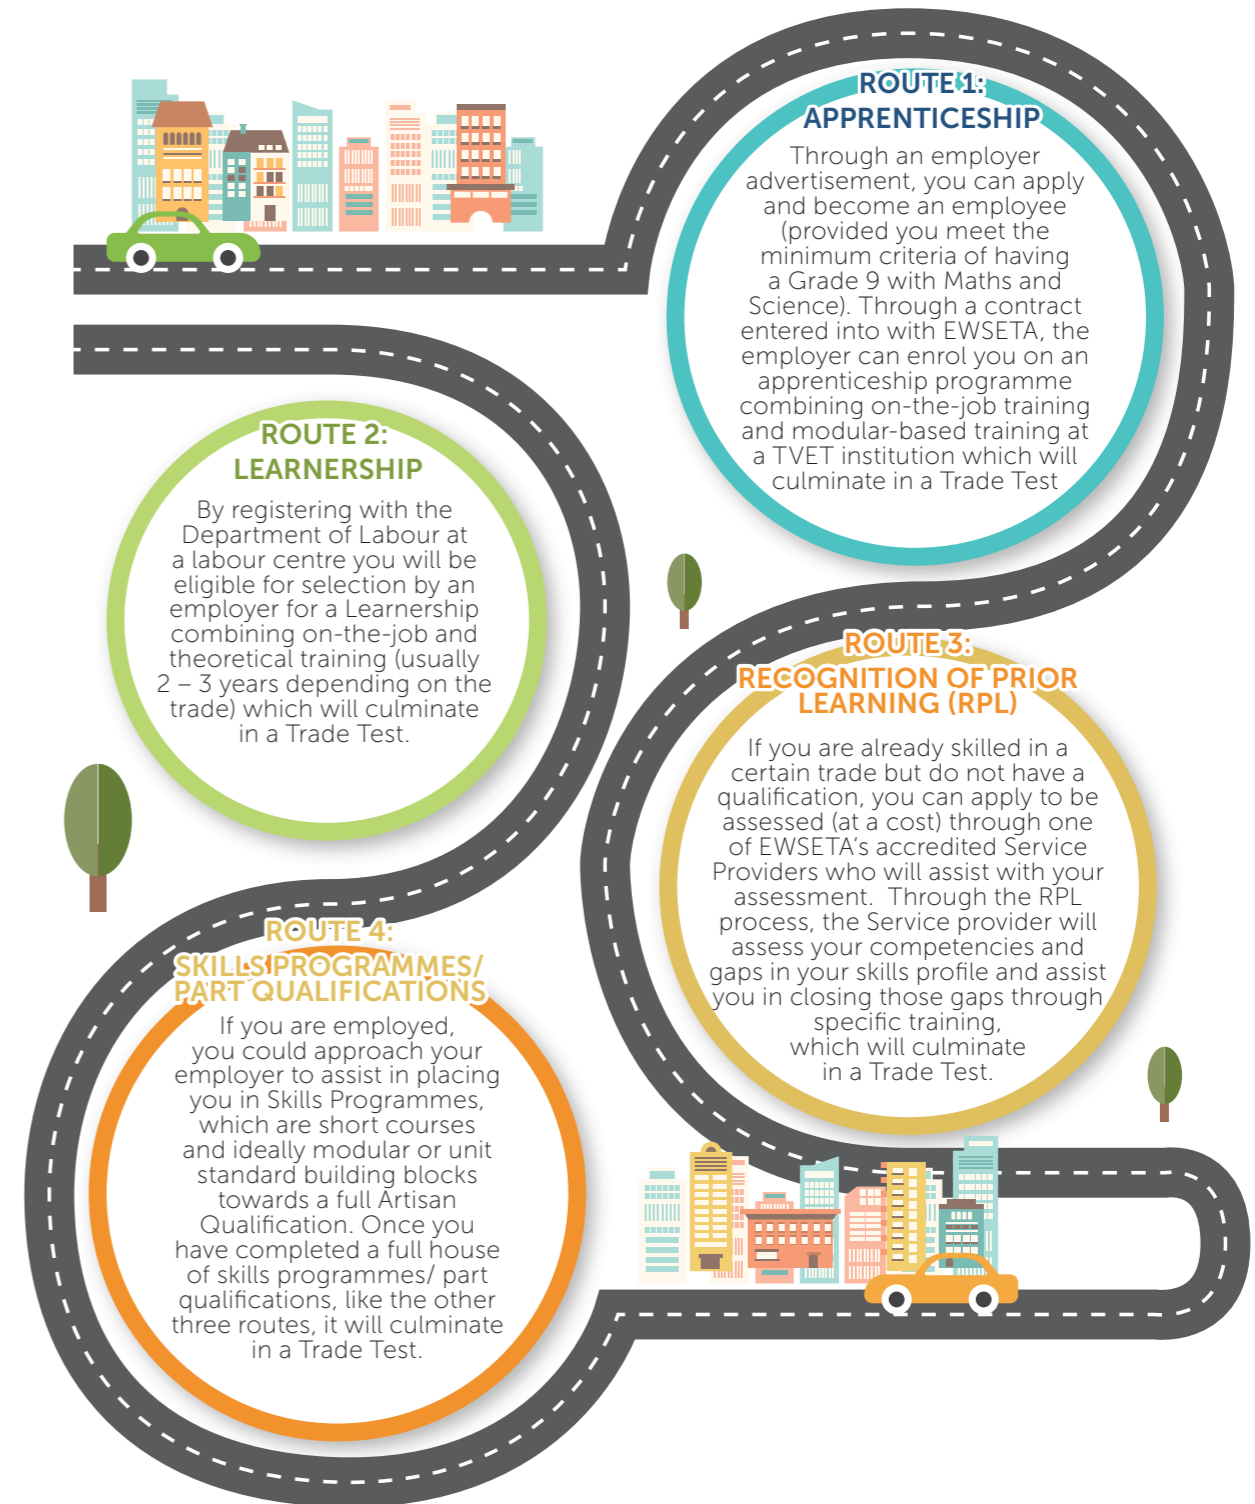 ROUTE 1:
APPRENTICESHIP
Through an employer
advertisement, you can apply
and become an employee
(provided you meet the
minimum criteria of having
a Grade 9 with Maths and
Science). Through a contract
entered into with EWSETA, the
employer can enrol you on an
apprenticeship programme
combining on-the-job training
and modular-based training at
a TVET institution which will
culminate in a Trade Test
ROUTE 2:
LEARNERSHIP
By registering with the
Department of Labour at
a labour centre you will be
eligible for selection by an
employer for a Learnership
combining on-the-job and
theoretical training (usually
2 – 3 years depending on the
trade) which will culminate
in a Trade Test.
ROUTE 3:
RECOGNITION OF PRIOR
LEARNING (RPL)
If you are already skilled in a
certain trade but do not have a
qualification, you can apply to be
assessed (at a cost) through one
of EWSETA's accredited Service
Providers who will assist with your
assessment.  Through the RPL
process, the Service provider will
assess your competencies and
gaps in your skills profile and assist
you in closing those gaps through
specific training,
which will culminate
in a Trade Test.
ROUTE 4:
SKILLS PROGRAMMES/
PART QUALIFICATIONS
If you are employed,
you could approach your
employer to assist in placing
you in Skills Programmes,
which are short courses
and ideally modular or unit
standard building blocks
towards a full Artisan
Qualification. Once you
have completed a full house
of skills programmes/ part
qualifications, like the other
three routes, it will culminate
in a Trade Test.